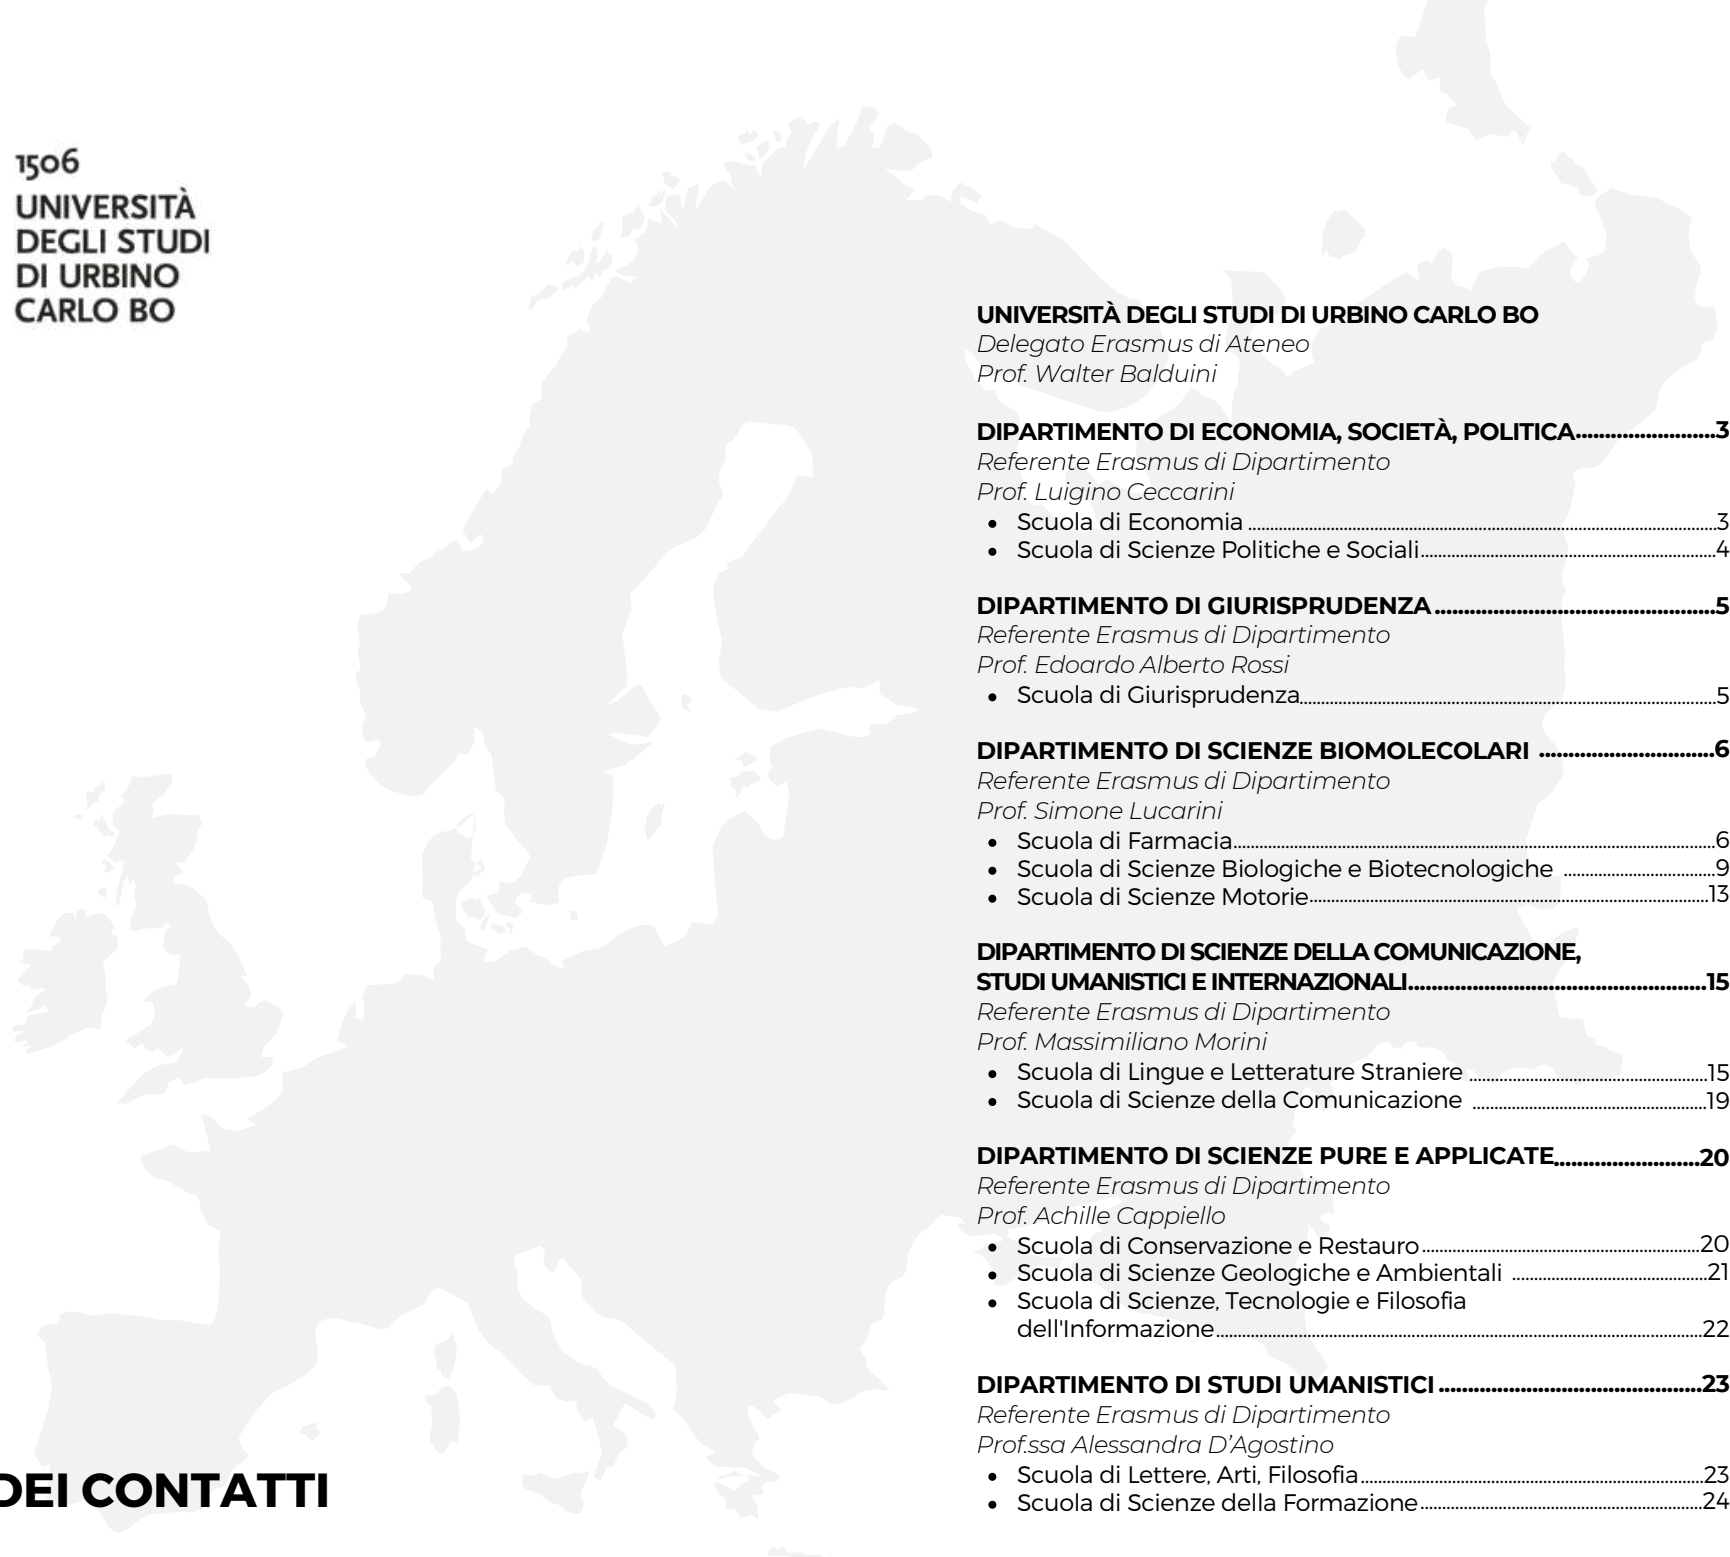 1506
UNIVERSITÀ
DEGLI STUDI
DI URBINO
CARLO BO
UNIVERSITÀ DEGLI STUDI DI URBINO CARLO BO
Delegato Erasmus di Ateneo
Prof. Walter Balduini
DIPARTIMENTO DI ECONOMIA, SOCIETÀ, POLITICA........................3
Referente Erasmus di Dipartimento
Prof. Luigino Ceccarini
• Scuola di Economia ........................3
• Scuola di Scienze Politiche e Sociali........................4
DIPARTIMENTO DI GIURISPRUDENZA ........................5
Referente Erasmus di Dipartimento
Prof. Edoardo Alberto Rossi
• Scuola di Giurisprudenza........................5
DIPARTIMENTO DI SCIENZE BIOMOLECOLARI ........................6
Referente Erasmus di Dipartimento
Prof. Simone Lucarini
• Scuola di Farmacia........................6
• Scuola di Scienze Biologiche e Biotecnologiche ........................9
• Scuola di Scienze Motorie........................13
DIPARTIMENTO DI SCIENZE DELLA COMUNICAZIONE,
STUDI UMANISTICI E INTERNAZIONALI........................15
Referente Erasmus di Dipartimento
Prof. Massimiliano Morini
• Scuola di Lingue e Letterature Straniere ........................15
• Scuola di Scienze della Comunicazione ........................19
DIPARTIMENTO DI SCIENZE PURE E APPLICATE........................20
Referente Erasmus di Dipartimento
Prof. Achille Cappiello
• Scuola di Conservazione e Restauro ........................20
• Scuola di Scienze Geologiche e Ambientali ........................21
• Scuola di Scienze, Tecnologie e Filosofia
dell'Informazione........................22
DIPARTIMENTO DI STUDI UMANISTICI ........................23
Referente Erasmus di Dipartimento
Prof.ssa Alessandra D’Agostino
• Scuola di Lettere, Arti, Filosofia........................23
• Scuola di Scienze della Formazione........................24
DEI CONTATTI